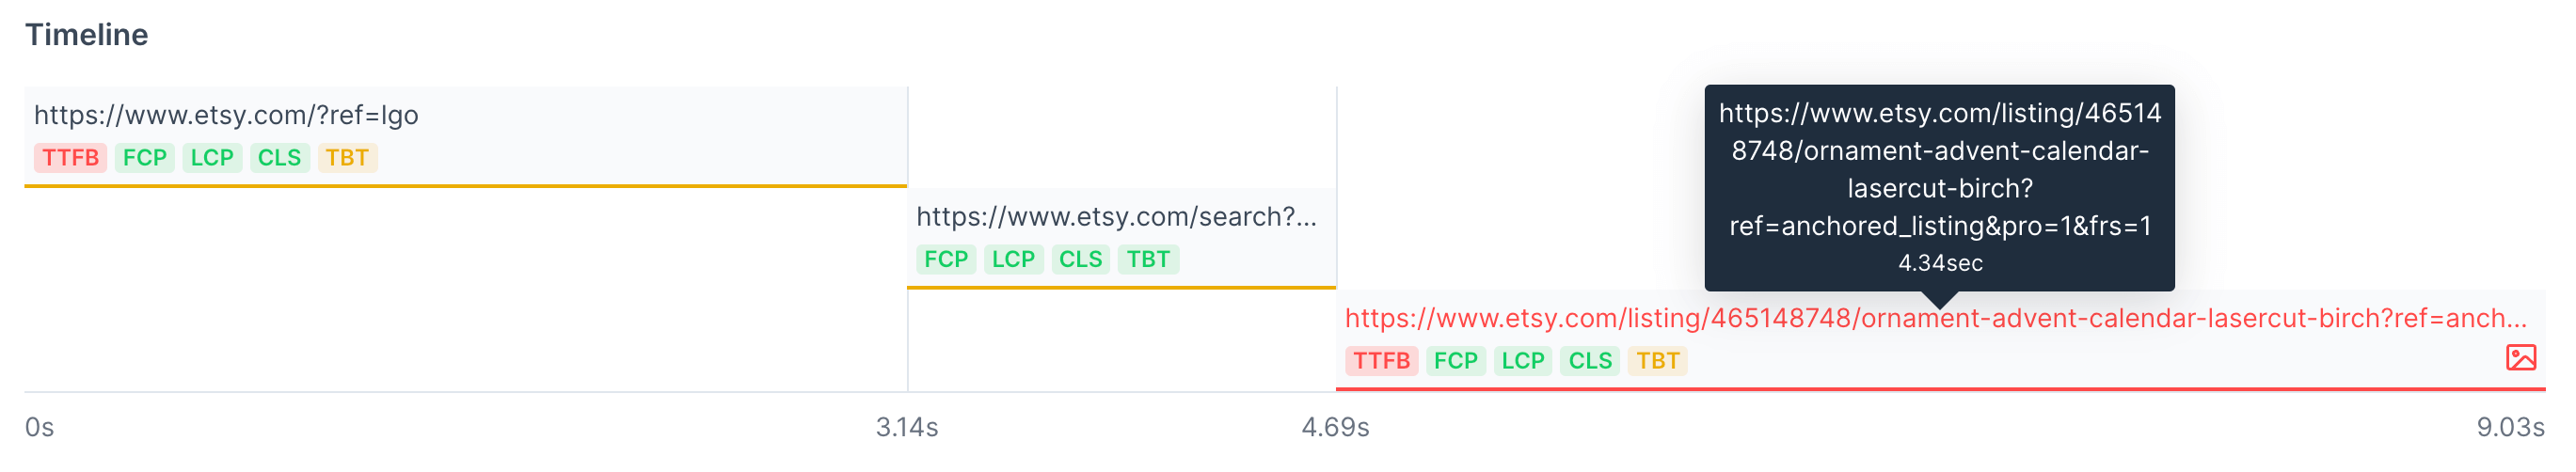 Timeline
https://www.etsy.com/?ref=lgo
TTFB FCP LCP CLS TBT
https://www.etsy.com/search?...
FCP LCP CLS TBT
https://www.etsy.com/listing/46514
8748/ornament-advent-calendar-
lasercut-birch?
ref=anchored_listing&pro=1&frs=1
4.34sec
https://www.etsy.com/listing/465148748/ornament-advent-calendar-lasercut-birch?ref=anch...
TTFB FCP LCP CLS TBT
0s 3.14s 4.69s 9.03s